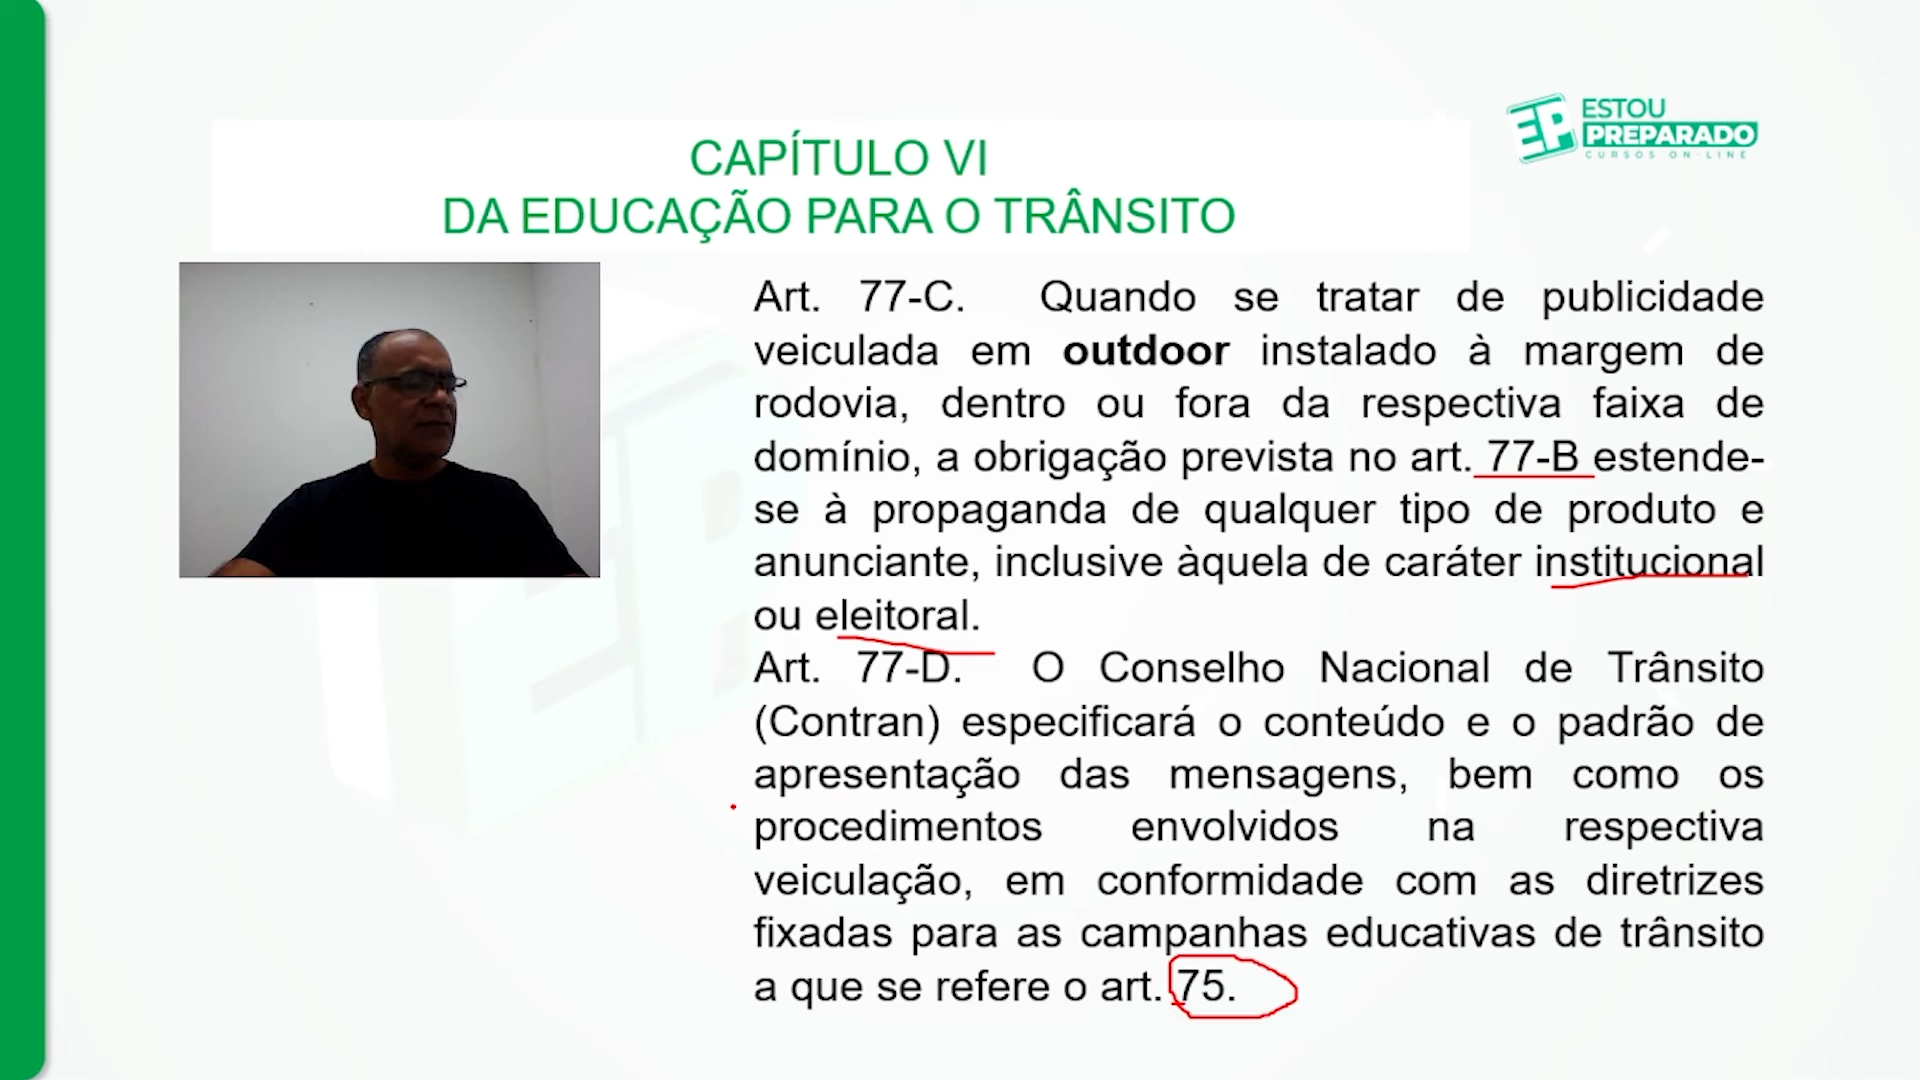 ESTOU
EP PREPARADO
CURSOS ON-LINE
CAPÍTULO VI
DA EDUCAÇÃO PARA O TRÂNSITO
Art. 77-C. Quando se tratar de publicidade
veiculada em outdoor instalado à margem de
rodovia, dentro ou fora da respectiva faixa de
domínio, a obrigação prevista no art. 77-B estende-
se à propaganda de qualquer tipo de produto e
anunciante, inclusive àquela de caráter institucional
ou eleitoral.
Art. 77-D. O Conselho Nacional de Trânsito
(Contran) especificará o conteúdo e o padrão de
apresentação das mensagens, bem como os
procedimentos envolvidos na respectiva
veiculação, em conformidade com as diretrizes
fixadas para as campanhas educativas de trânsito
a que se refere o art. 75.